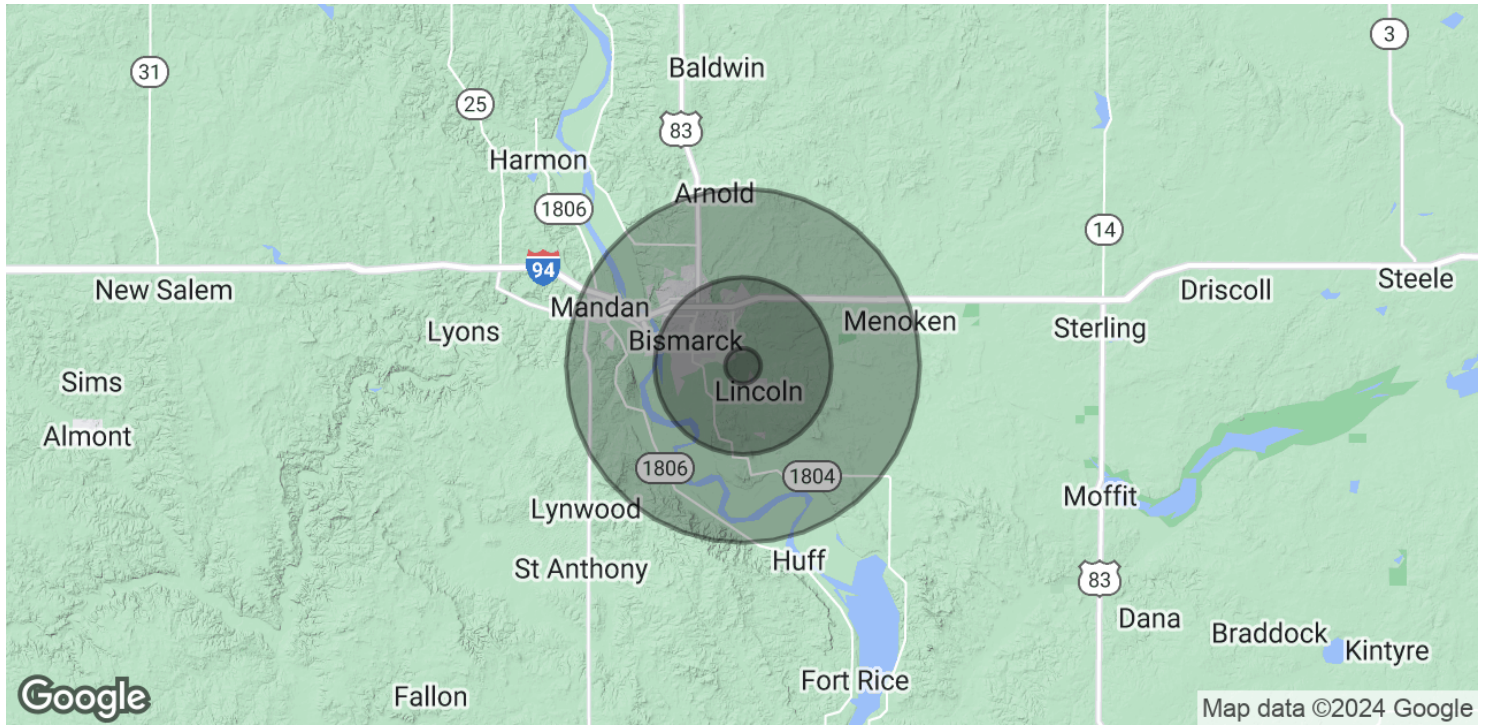 3
Baldwin
31
25
83
Harmon
Arnold
1806
14
94
Steele
New Salem
Driscoll
Mandan
Menoken
Lyons
Sterling
Bismarck
Sims
Lincoln
Almont
1806
1804
Moffit
Lynwood
Huff
St Anthony
83
Dana
Braddock
Kintyre
Fort Rice
Fallon
Google
Map data ©2024 Google